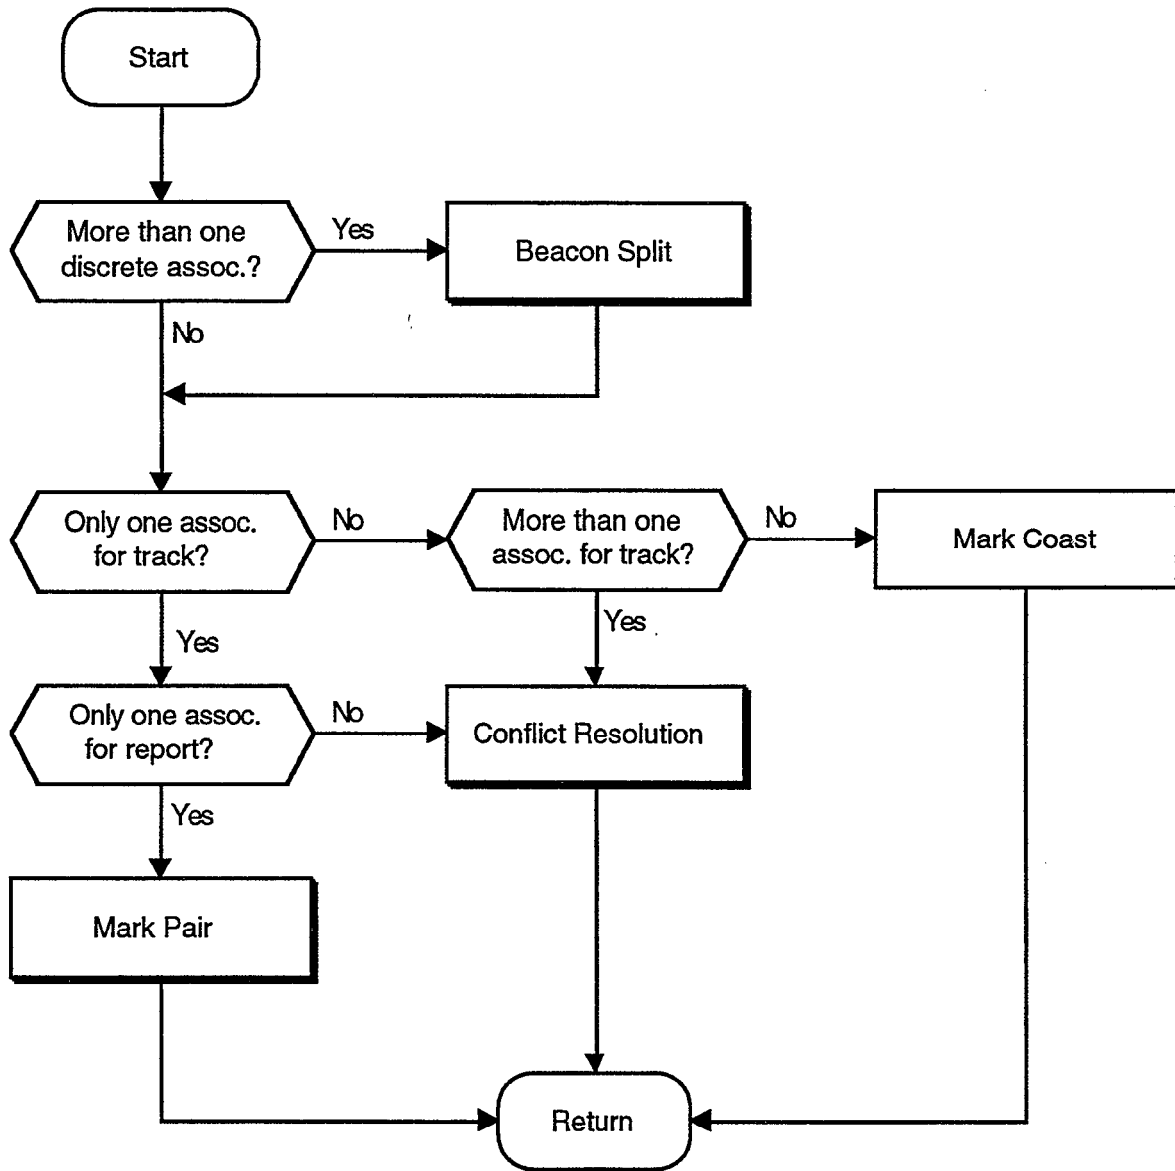 Start
More than one
discrete assoc.?
Yes
Beacon Split
No
Only one assoc.
for track?
No
More than one
assoc. for track?
No
Mark Coast
Yes
Yes
Only one assoc.
for report?
No
Conflict Resolution
Yes
Mark Pair
Return